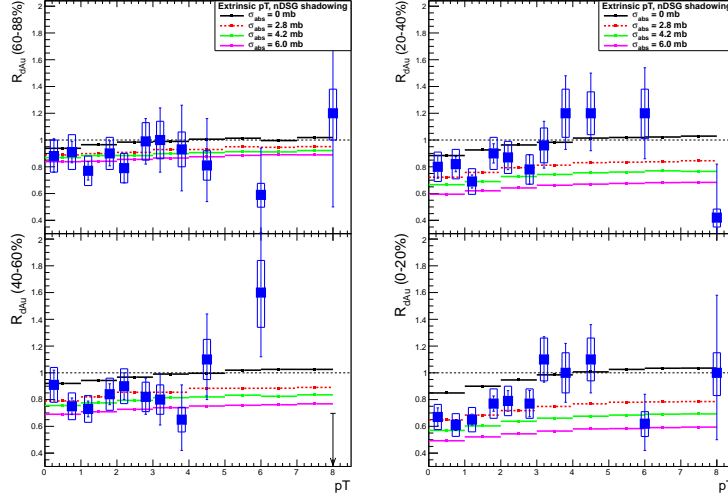 Extrinsic pT, nDSG shadowing
σabs = 0 mb
σabs = 2.8 mb
σabs = 4.2 mb
σabs = 6.0 mb
RdAu (60-88%)
2
1.8
1.6
1.4
1.2
1
0.8
0.6
0.4
Extrinsic pT, nDSG shadowing
σabs = 0 mb
σabs = 2.8 mb
σabs = 4.2 mb
σabs = 6.0 mb
RdAu (20-40%)
2
1.8
1.6
1.4
1.2
1
0.8
0.6
0.4
RdAu (40-60%)
2
1.8
1.6
1.4
1.2
1
0.8
0.6
0.4
0 1 2 3 4 5 6 7 8
pT
RdAu (0-20%)
2
1.8
1.6
1.4
1.2
1
0.8
0.6
0.4
0 1 2 3 4 5 6 7 8